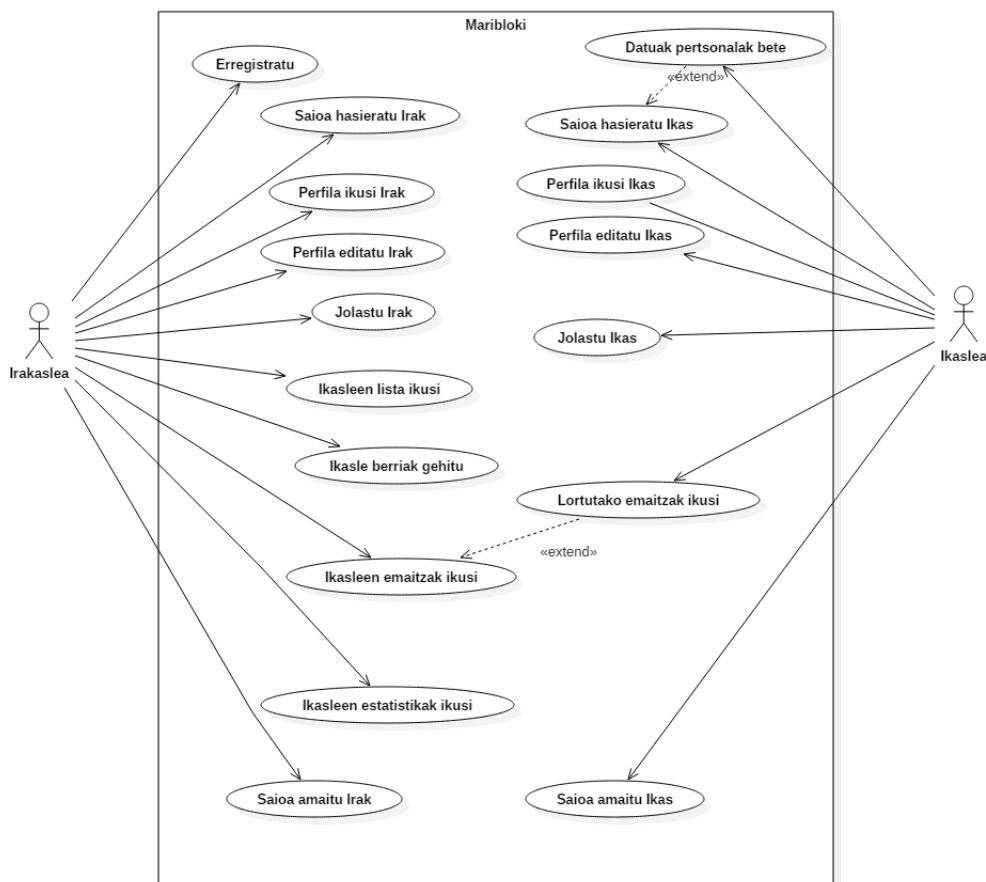 Maribloki
Erregistratu
Datuak pertsonalak bete
«extend»
Saioa hasieratu Irak
Saioa hasieratu Ikas
Perfila ikusi Irak
Perfila ikusi Ikas
Perfila editatu Irak
Perfila editatu Ikas
Jolastu Irak
Jolastu Ikas
Irakaslea
Ikaslea
Ikasleen lista ikusi
Ikasle berriak gehitu
Lortutako emaitzak ikusi
«extend»
Ikasleen emaitzak ikusi
Ikasleen estatistikak ikusi
Saioa amaitu Irak
Saioa amaitu Ikas